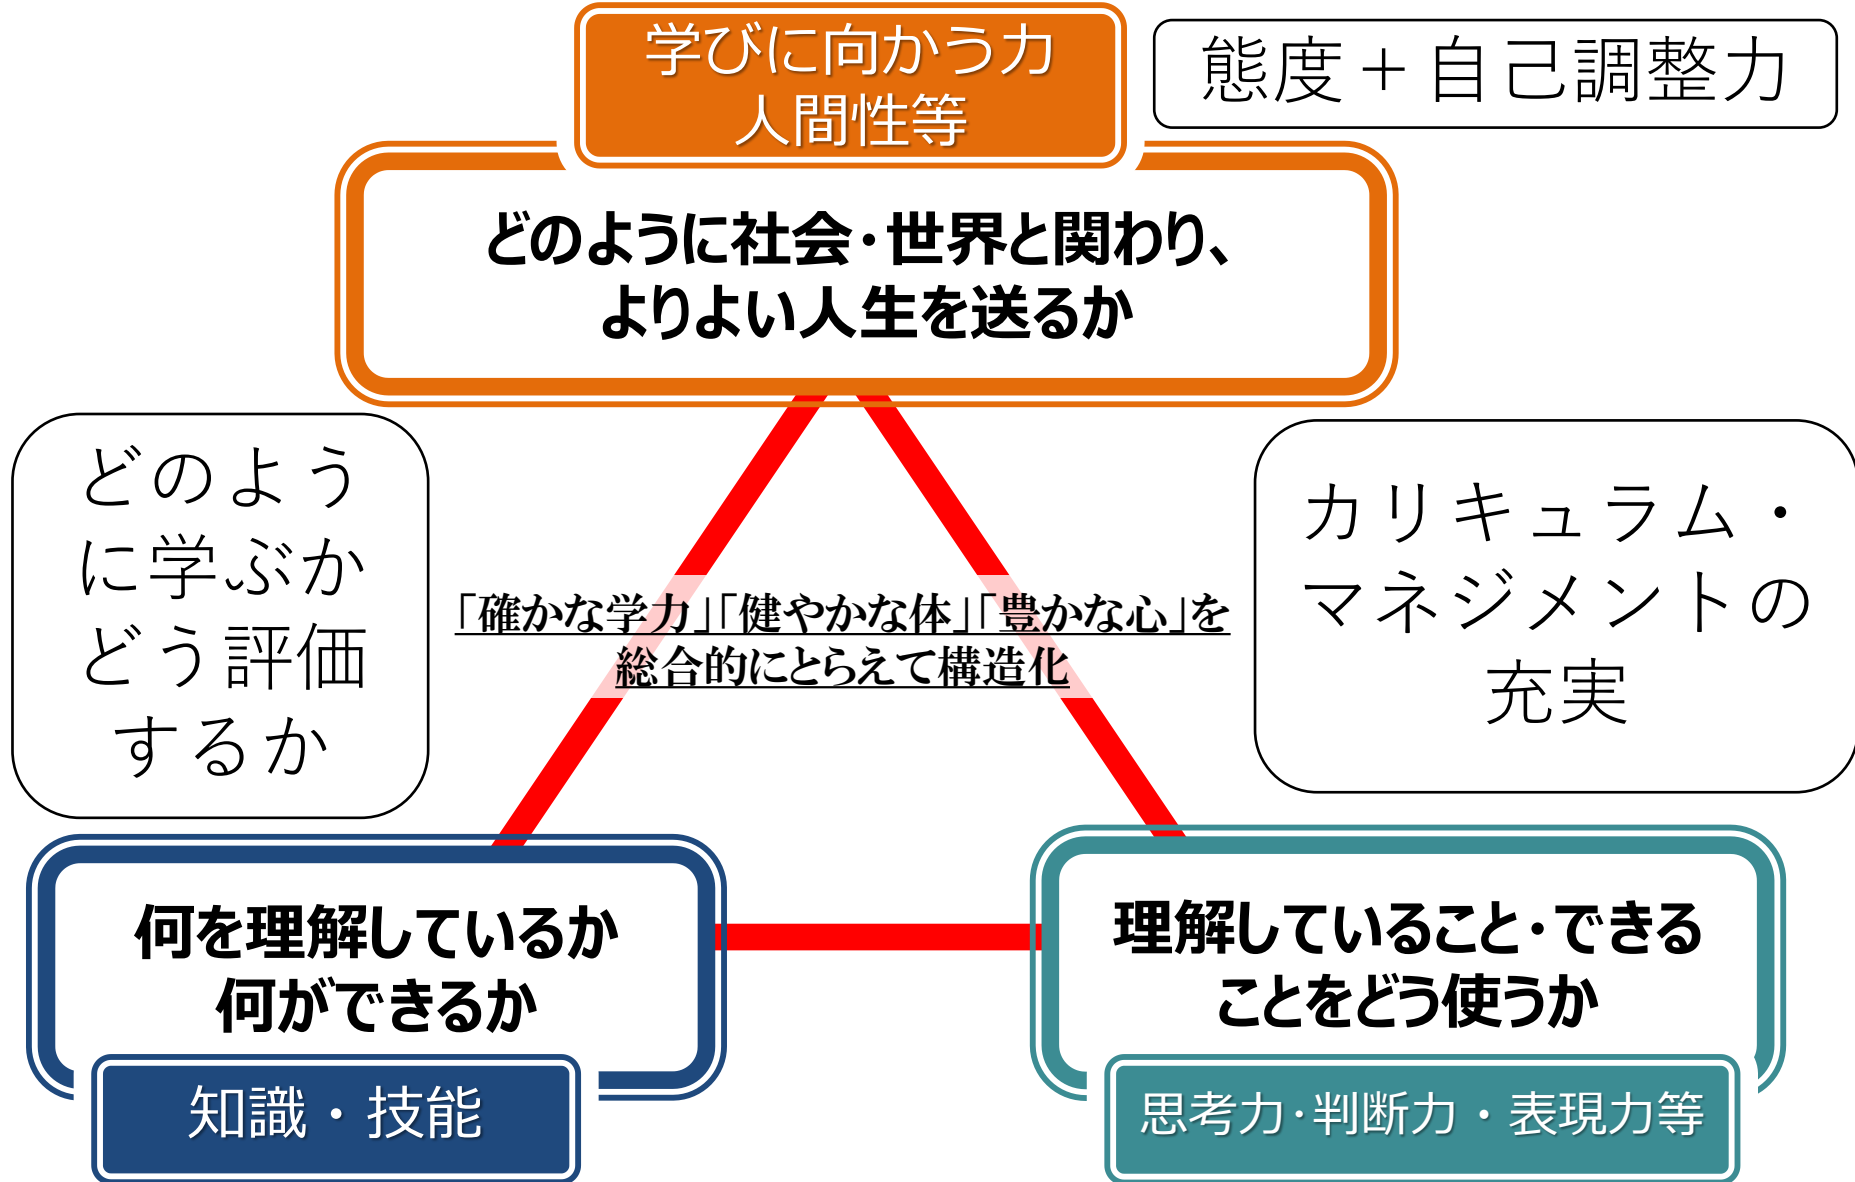 学びに向かう力
人間性等
態度＋自己調整力
どのように社会・世界と関わり、
よりよい人生を送るか
どのよう
に学ぶか
どう評価
するか
カリキュラム・
マネジメントの
充実
「確かな学力」「健やかな体」「豊かな心」を
総合的にとらえて構造化
何を理解しているか
何ができるか
知識・技能
理解していること・できる
ことをどう使うか
思考力・判断力・表現力等